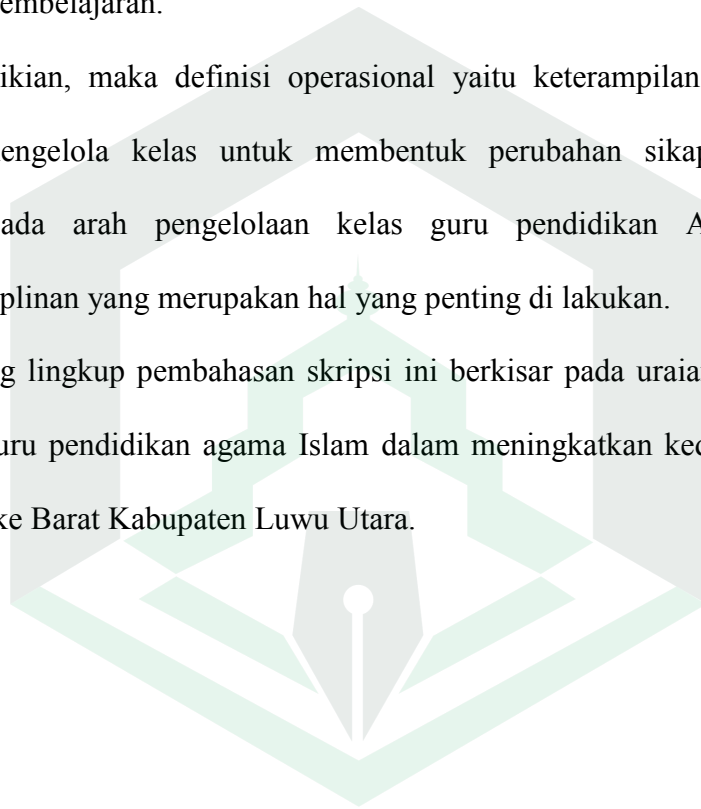 embelajaran.
ikian, maka definisi operasional yaitu keterampilan
engelola kelas untuk membentuk perubahan sikap
ada arah pengelolaan kelas guru pendidikan A
plinan yang merupakan hal yang penting di lakukan.
g lingkup pembahasan skripsi ini berkisar pada uraian
uru pendidikan agama Islam dalam meningkatkan ked
ke Barat Kabupaten Luwu Utara.